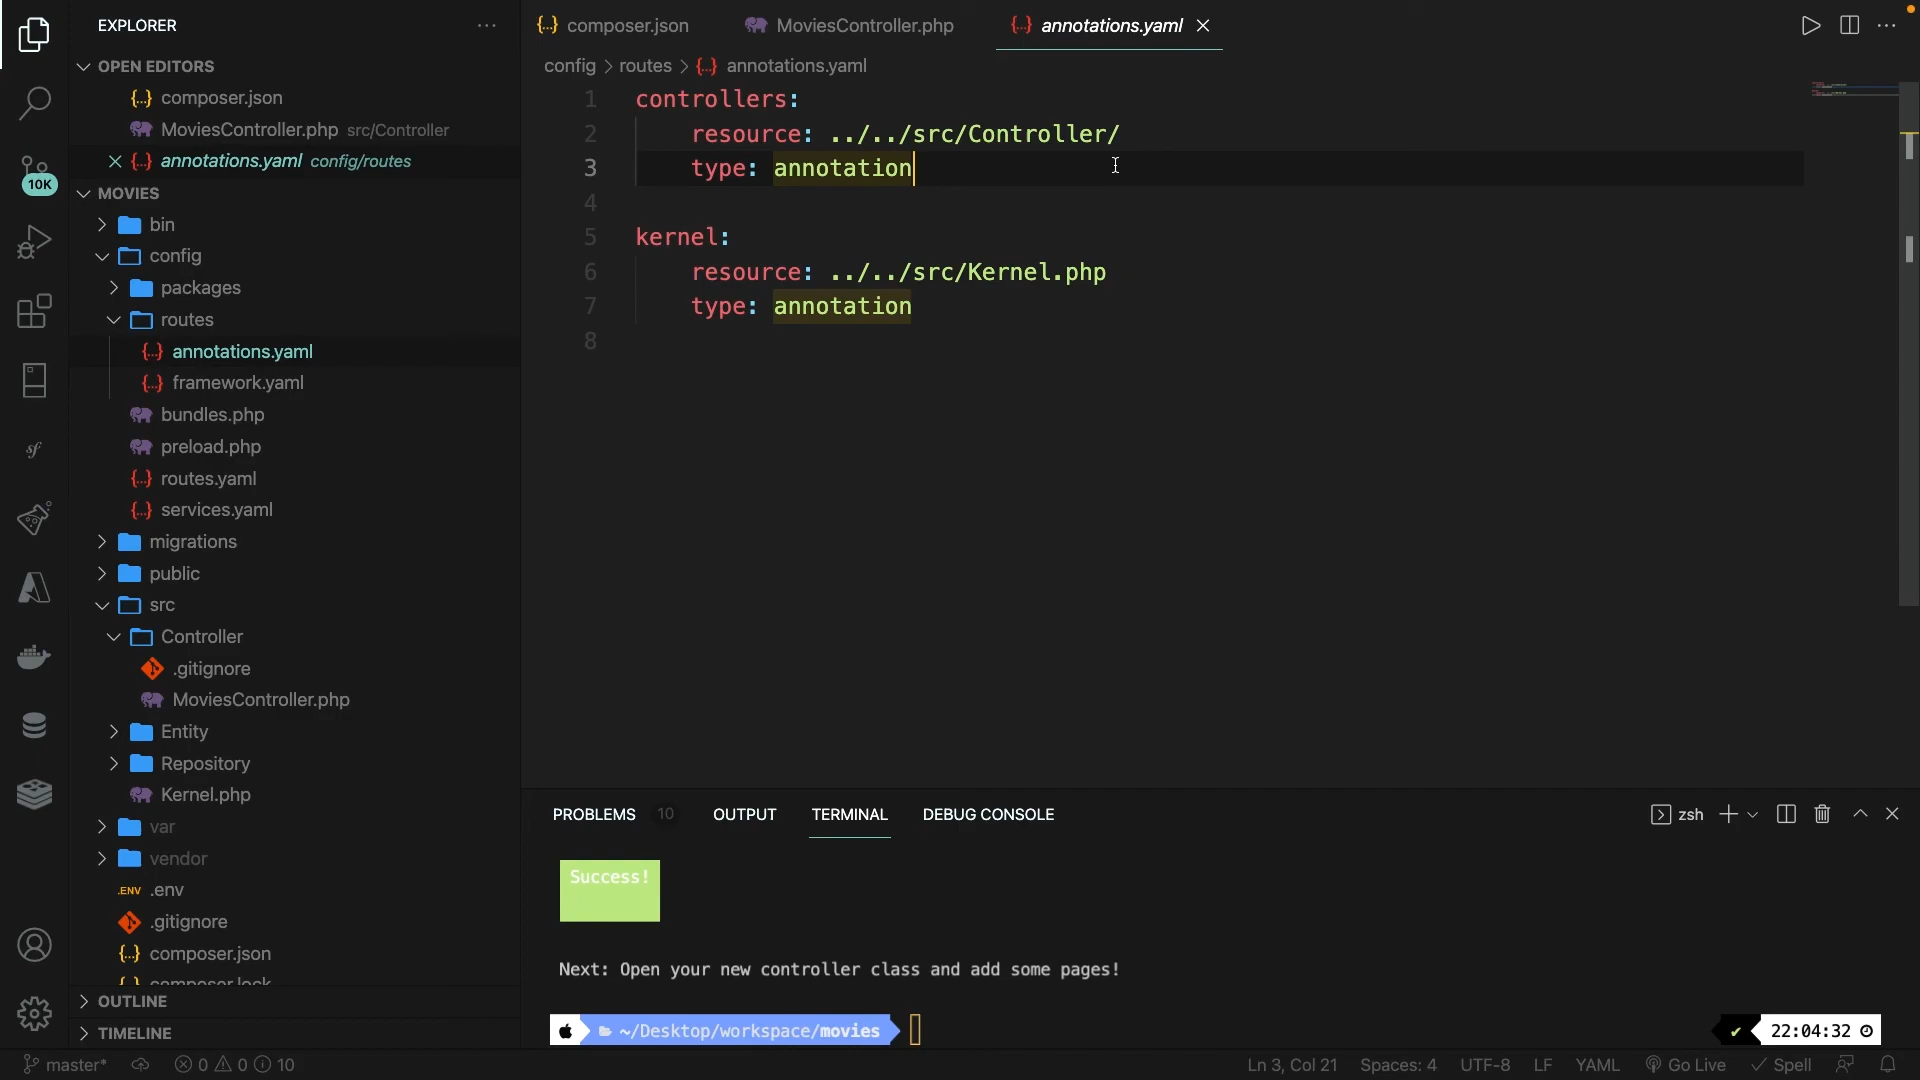 EXPLORER
OPEN EDITORS
{..} composer.json
MoviesController.php src/Controller
{..} annotations.yaml config/routes
MOVIES
bin
config
packages
routes
{..} annotations.yaml
{..} framework.yaml
bundles.php
preload.php
{..} routes.yaml
{..} services.yaml
migrations
public
src
Controller
.gitignore
MoviesController.php
Entity
Repository
Kernel.php
var
vendor
.ENV .env
.gitignore
{..} composer.json
composer.lock
OUTLINE
TIMELINE
10K
sf
{..} composer.json
MoviesController.php
{..} annotations.yaml
config > routes > {..} annotations.yaml
1 controllers:
2 resource: ../../src/Controller/
3 type: annotation
4
5 kernel:
6 resource: ../../src/Kernel.php
7 type: annotation
8
PROBLEMS 10 OUTPUT TERMINAL DEBUG CONSOLE
zsh
Success!
Next: Open your new controller class and add some pages!
~/Desktop/workspace/movies
22:04:32
master* 0 0 10
Ln 3, Col 21 Spaces: 4 UTF-8 LF YAML Go Live Spell